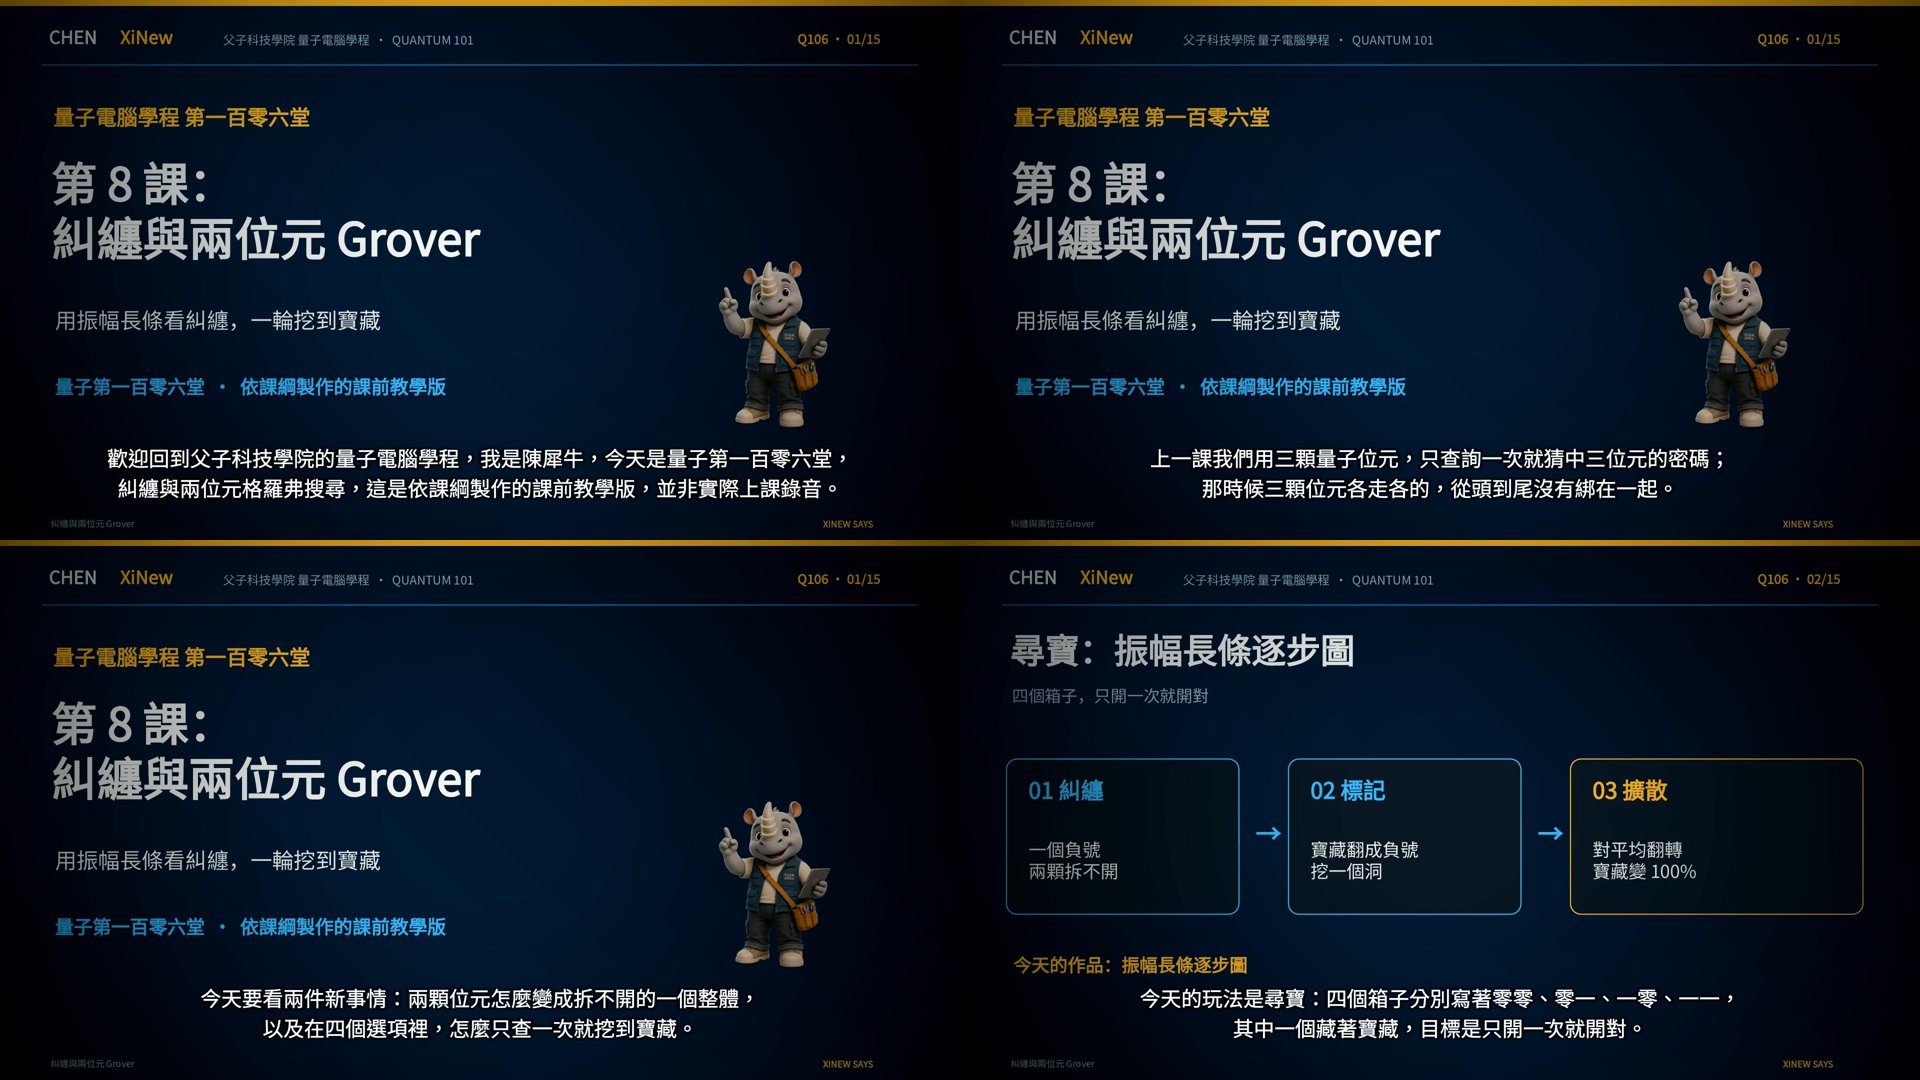 CHEN XiNew 父子科技學院 量子電腦學程 · QUANTUM 101 Q106 · 01/15
量子電腦學程 第一百零六堂
第 8 課：
糾纏與兩位元 Grover
用振幅長條看糾纏，一輪挖到寶藏
量子第一百零六堂 · 依課綱製作的課前教學版
歡迎回到父子科技學院的量子電腦學程，我是陳犀牛，今天是量子第一百零六堂，
糾纏與兩位元格羅弗搜尋，這是依課綱製作的課前教學版，並非實際上課錄音。
糾纏與兩位元 Grover XINEW SAYS
CHEN XiNew 父子科技學院 量子電腦學程 · QUANTUM 101 Q106 · 01/15
量子電腦學程 第一百零六堂
第 8 課：
糾纏與兩位元 Grover
用振幅長條看糾纏，一輪挖到寶藏
量子第一百零六堂 · 依課綱製作的課前教學版
上一課我們用三顆量子位元，只查詢一次就猜中三位元的密碼；
那時候三顆位元各走各的，從頭到尾沒有綁在一起。
糾纏與兩位元 Grover XINEW SAYS
CHEN XiNew 父子科技學院 量子電腦學程 · QUANTUM 101 Q106 · 01/15
量子電腦學程 第一百零六堂
第 8 課：
糾纏與兩位元 Grover
用振幅長條看糾纏，一輪挖到寶藏
量子第一百零六堂 · 依課綱製作的課前教學版
今天要看兩件新事情：兩顆位元怎麼變成拆不開的一個整體，
以及在四個選項裡，怎麼只查一次就挖到寶藏。
糾纏與兩位元 Grover XINEW SAYS
CHEN XiNew 父子科技學院 量子電腦學程 · QUANTUM 101 Q106 · 02/15
尋寶：振幅長條逐步圖
四個箱子，只開一次就開對
01 糾纏
一個負號
兩顆拆不開
→
02 標記
寶藏翻成負號
挖一個洞
→
03 擴散
對平均翻轉
寶藏變 100%
今天的作品：振幅長條逐步圖
今天的玩法是尋寶：四個箱子分別寫著零零、零一、一零、一一，
其中一個藏著寶藏，目標是只開一次就開對。
糾纏與兩位元 Grover XINEW SAYS